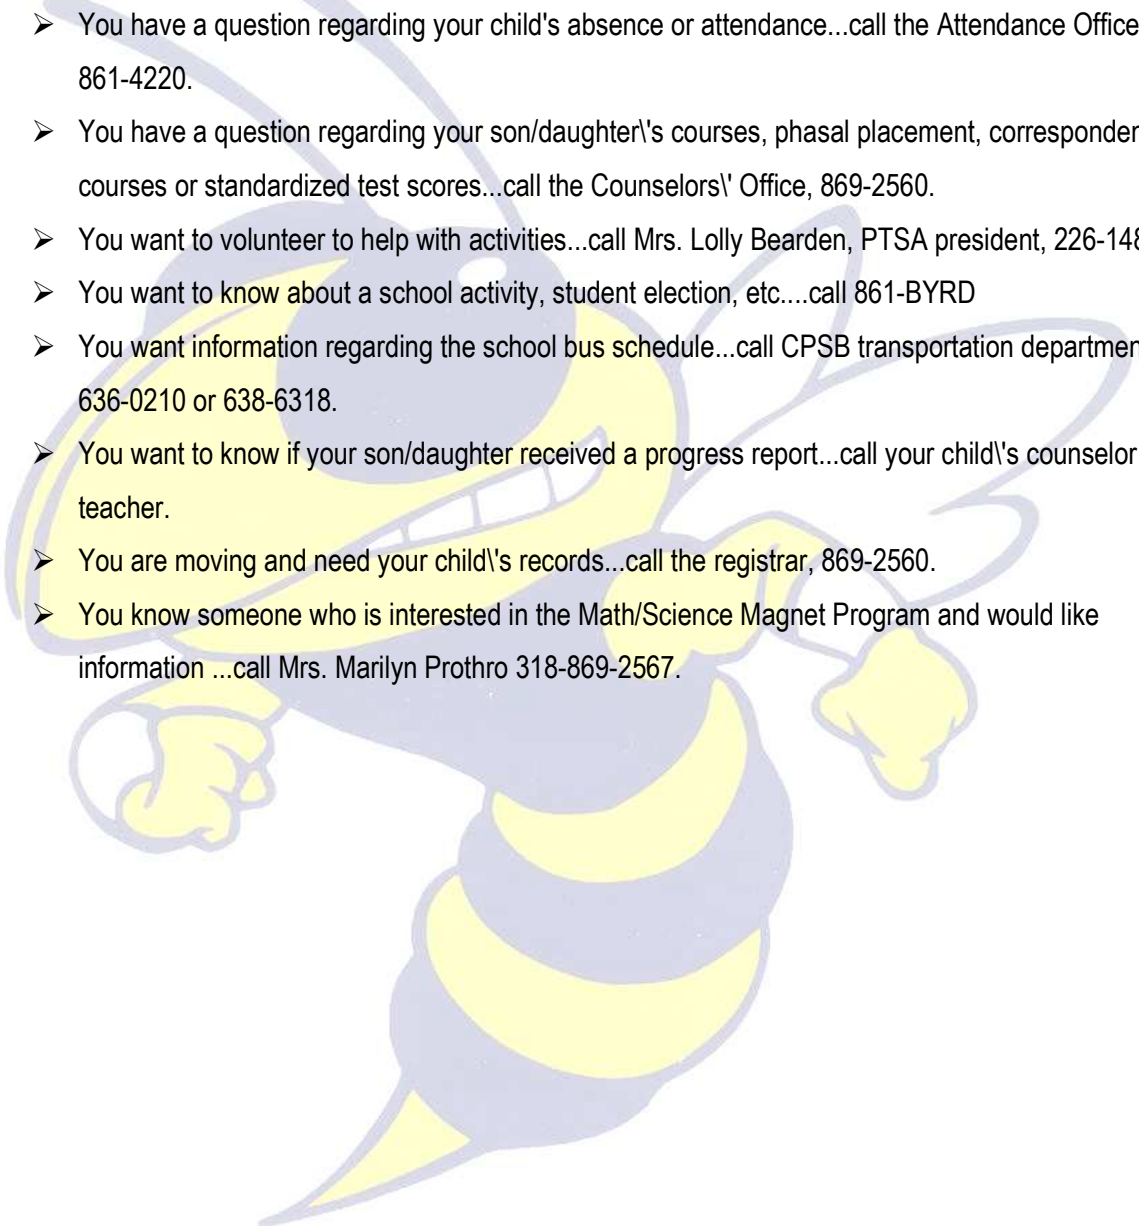 ➢ You have a question regarding your child's absence or attendance...call the Attendance Office
861-4220.
➢ You have a question regarding your son/daughter\'s courses, phasal placement,
courses or standardized test scores...call the Counselors\' Office, 869-2560.
➢ You want to volunteer to help with activities...call Mrs. Lolly Bearden, PTSA president,
➢ You want to know about a school activity, student election, etc....call 861-BYRD
➢ You want information regarding the school bus schedule...call CPSB transportation
636-0210 or 638-6318.
➢ You want to know if your son/daughter received a progress report...call your child\'s counselor
teacher.
➢ You are moving and need your child\'s records...call the registrar, 869-2560.
➢ You know someone who is interested in the Math/Science Magnet Program and would like
information ...call Mrs. Marilyn Prothro 318-869-2567.